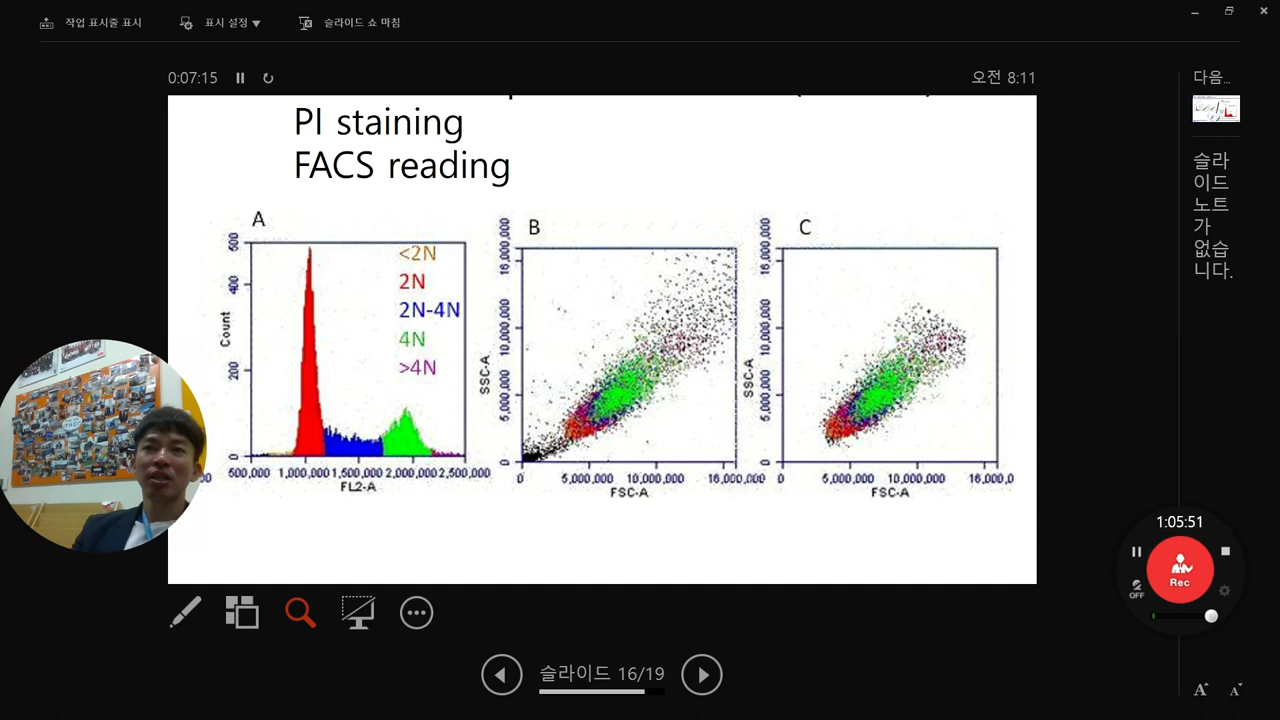 작업 표시줄 표시
표시 설정 ▼
슬라이드 쇼 마침
0:07:15
오전 8:11
다음...
PI staining
FACS reading
A
<2N
2N
2N-4N
4N
>4N
500
400
200
0
Count
500,000 1,000,000 1,500,000 2,000,000 2,500,000
FL2-A
B
16,000,000
10,000,000
5,000,000
0
SSC-A
0 5,000,000 10,000,000 16,000,000
FSC-A
C
16,000,000
10,000,000
5,000,000
0
SSC-A
0 5,000,000 10,000,000 16,000,0
FSC-A
슬라
이드
노트
가
없습
니다.
1:05:51
Rec
OFF
슬라이드 16/19
A A